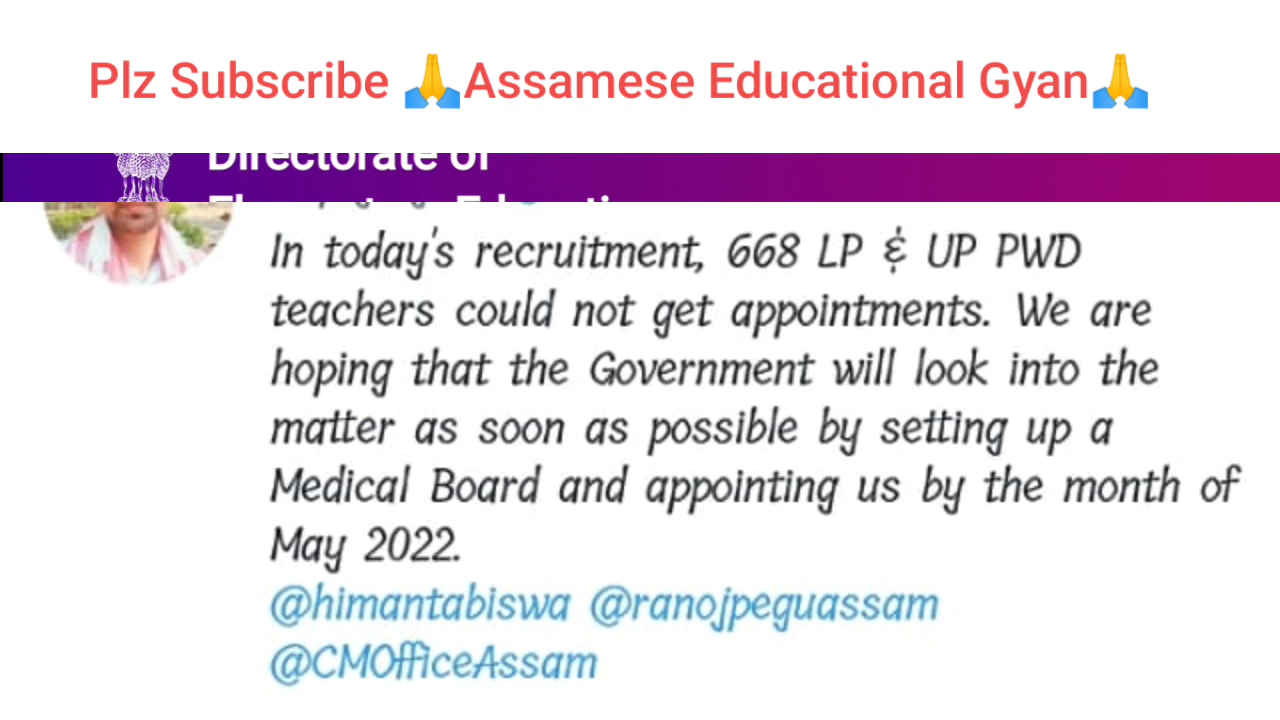 Plz Subscribe 🙏Assamese Educational Gyan🙏
Directorate of
In today's recruitment, 668 LP & UP PWD
teachers could not get appointments. We are
hoping that the Government will look into the
matter as soon as possible by setting up a
Medical Board and appointing us by the month of
May 2022.
@himantabiswa @ranojpeguassam
@CMOfficeAssam